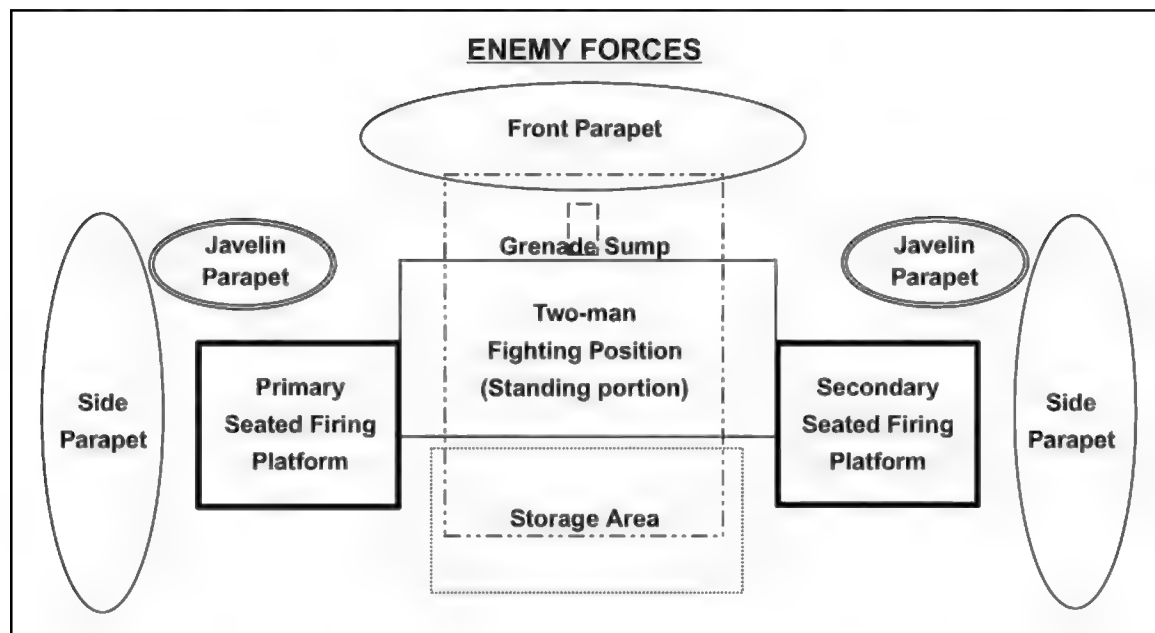 ENEMY FORCES
Front Parapet
Javelin
Parapet
Grenade Sump
Javelin
Parapet
Two-man
Fighting Position
(Standing portion)
Side
Parapet
Primary
Seated Firing
Platform
Secondary
Seated Firing
Platform
Side
Parapet
Storage Area